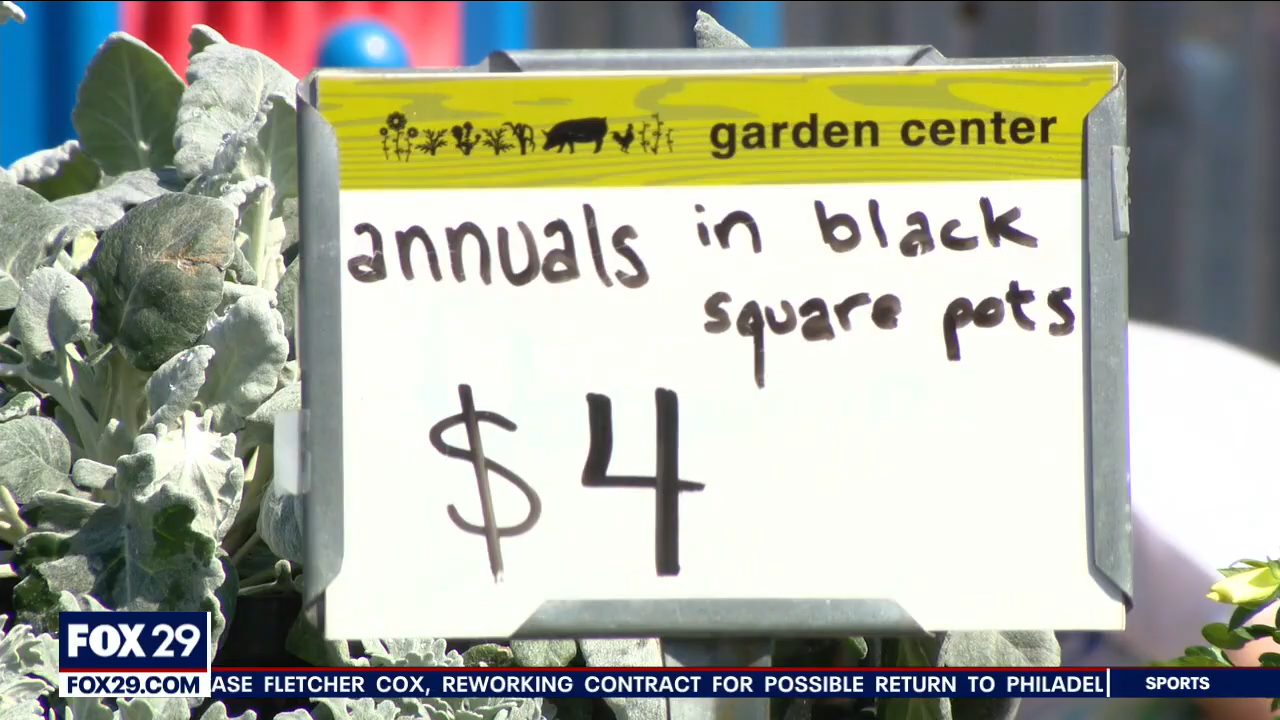 garden center
annuals in black
square pots
$4
FOX 29
FOX29.COM
ASE FLETCHER COX, REWORKING CONTRACT FOR POSSIBLE RETURN TO PHILADEL
SPORTS